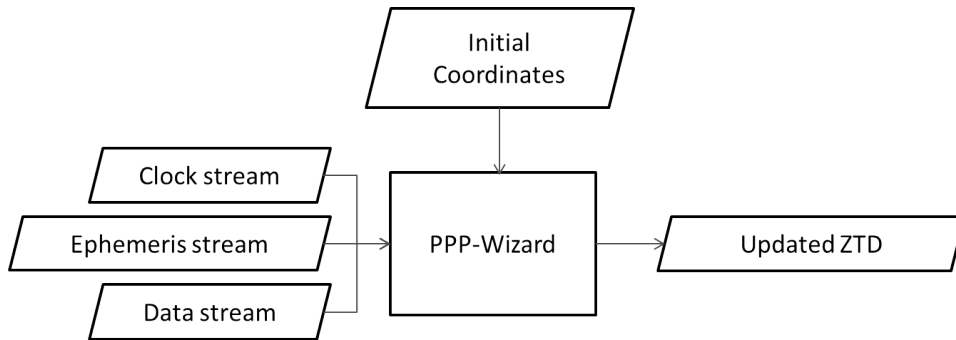 Initial
Coordinates
Clock stream
Ephemeris stream
Data stream
PPP-Wizard
Updated ZTD